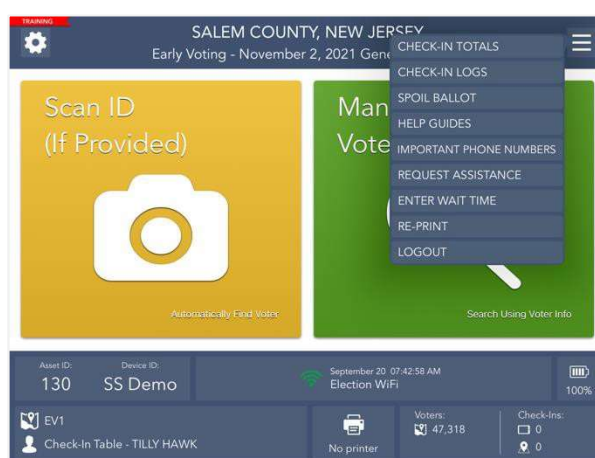 TRAINING
SALEM COUNTY, NEW JERSEY
Early Voting - November 2, 2021 Gene
CHECK-IN TOTALS
CHECK-IN LOGS
SPOIL BALLOT
HELP GUIDES
IMPORTANT PHONE NUMBERS
REQUEST ASSISTANCE
ENTER WAIT TIME
RE-PRINT
LOGOUT
Scan ID
(If Provided)
Automatically Find Voter
Man
Vote
Search Using Voter Info
Asset ID:
130
Device ID:
SS Demo
September 20 07:42:58 AM
Election WiFi
100%
EV1
Check-In Table - TILLY HAWK
No printer
Voters:
47,318
Check-Ins:
0
0